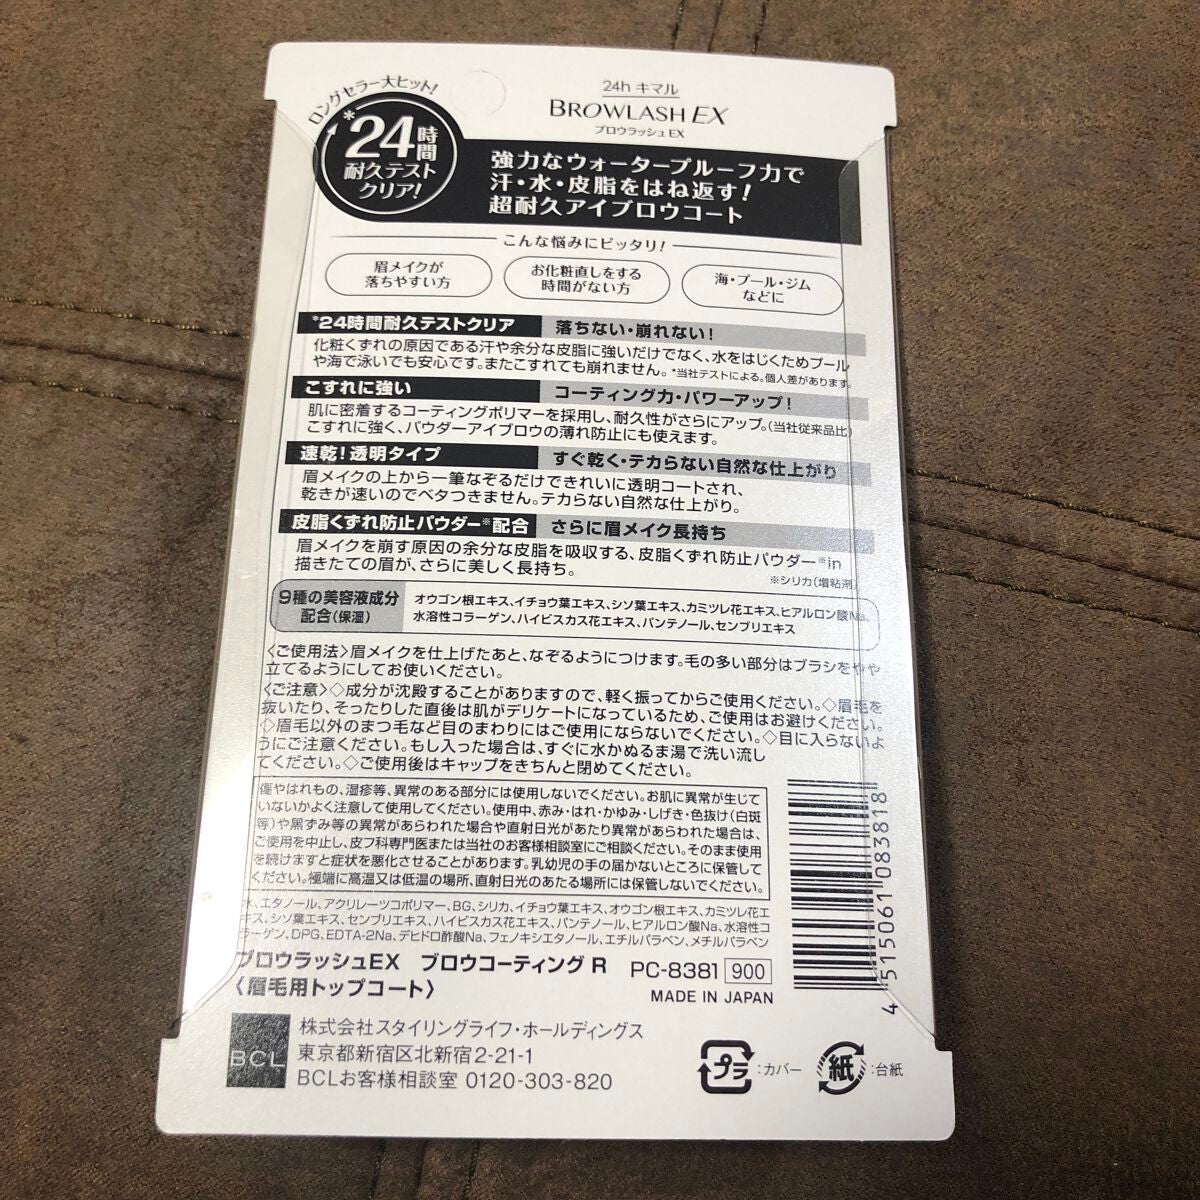 ロングセラー大ヒット!
*24時間
耐久テスト
クリア!
24h キマル
BROWLASH EX
ブロウラッシュ EX
強力なウォータープルーフ力で
汗・水・皮脂をはね返す!
超耐久アイブロウコート
こんな悩みにピッタリ!
眉メイクが
落ちやすい方
お化粧直しをする
時間がない方
海・プール・ジム
などに
*24時間耐久テストクリア 落ちない・崩れない!
化粧くずれの原因である汗や余分な皮脂に強いだけでなく、水をはじくためプール
や海で泳いでも安心です。またこすれても崩れません。*当社テストによる。個人差があります。
こすれに強い コーティング力・パワーアップ!
肌に密着するコーティングポリマーを採用し、耐久性がさらにアップ。(当社従来品比)
こすれに強く、パウダーアイブロウの薄れ防止にも使えます。
速乾!透明タイプ すぐ乾く・テカらない自然な仕上がり
眉メイクの上から一筆なぞるだけできれいに透明コートされ、
乾きが速いのでベタつきません。テカらない自然な仕上がり。
皮脂くずれ防止パウダー※配合 さらに眉メイク長持ち
眉メイクを崩す原因の余分な皮脂を吸収する、皮脂くずれ防止パウダー※in
描きたての眉が、さらに美しく長持ち。
※シリカ(増粘剤)
9種の美容液成分
配合(保湿)
オウゴン根エキス、イチョウ葉エキス、シソ葉エキス、カミツレ花エキス、ヒアルロン酸Na、
水溶性コラーゲン、ハイビスカス花エキス、パンテノール、センブリエキス
〈ご使用法〉眉メイクを仕上げたあと、なぞるようにつけます。毛の多い部分はブラシをやや
立てるようにしてお使いください。
〈ご注意〉◇成分が沈殿することがありますので、軽く振ってからご使用ください。◇眉毛を
抜いたり、そったりした直後は肌がデリケートになっているため、ご使用はお避けください。
◇眉毛以外のまつ毛など目のまわりにはご使用にならないでください。◇目に入らないよ
うにご注意ください。もし入った場合は、すぐに水かぬるま湯で洗い流し
てください。◇ご使用後はキャップをきちんと閉めてください。
傷やはれもの、湿疹等、異常のある部分には使用しないでください。お肌に異常が生じて
いないかよく注意して使用してください。使用中、赤み・はれ・かゆみ・しげき・色抜け(白斑
等)や黒ずみ等の異常があらわれた場合や直射日光があたり異常があらわれた場合は、
ご使用を中止し、皮フ科専門医または当社のお客様相談室にご相談ください。そのまま使用
を続けますと症状を悪化させることがあります。乳幼児の手の届かないところに保管して
ください。極端に高温又は低温の場所、直射日光のあたる場所には保管しないでください。
水、エタノール、アクリレーツコポリマー、BG、シリカ、イチョウ葉エキス、オウゴン根エキス、カミツレ花エ
キス、シソ葉エキス、センブリエキス、ハイビスカス花エキス、パンテノール、ヒアルロン酸Na、水溶性コ
ラーゲン、DPG、EDTA-2Na、デヒドロ酢酸Na、フェノキシエタノール、エチルパラベン、メチルパラベン
ブロウラッシュEX ブロウコーティング R PC-8381 900
〈眉毛用トップコート〉 MADE IN JAPAN
4 515061 083818
BCL
株式会社スタイリングライフ・ホールディングス
東京都新宿区北新宿2-21-1
BCLお客様相談室 0120-303-820
プラ :カバー
紙 :台紙